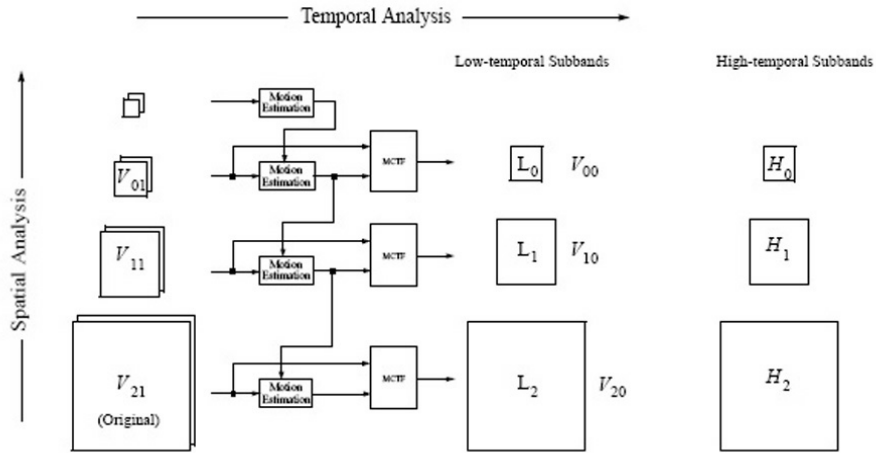 Temporal Analysis
Low-temporal Subbands
High-temporal Subbands
Spatial Analysis
Motion
Estimation
V01
Motion
Estimation
MCTF
L0
V00
H0
V11
Motion
Estimation
MCTF
L1
V10
H1
V21
(Original)
Motion
Estimation
MCTF
L2
V20
H2